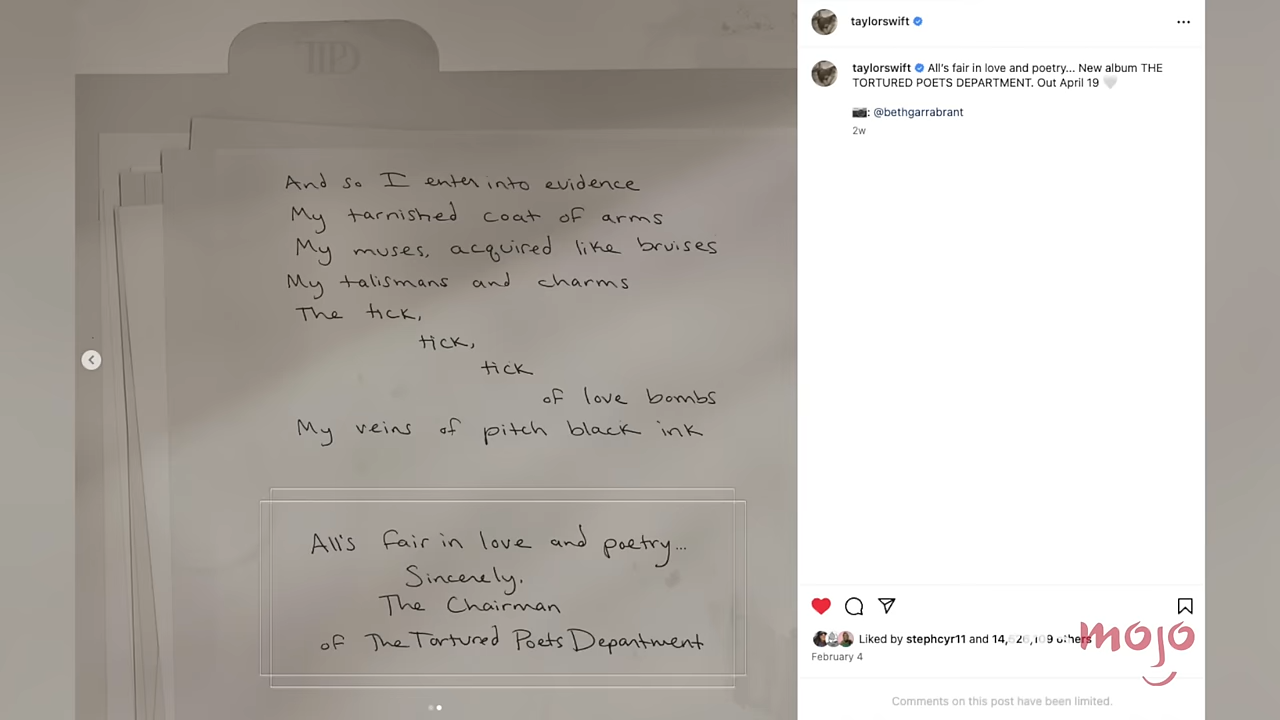 TTPD
And so I enter into evidence
My tarnished coat of arms
My muses, acquired like bruises
My talismans and charms
The tick,
tick,
tick
of love bombs
My veins of pitch black ink
All's fair in love and poetry...
Sincerely,
The Chairman
of The Tortured Poets Department
taylorswift
taylorswift All's fair in love and poetry... New album THE
TORTURED POETS DEPARTMENT. Out April 19
: @bethgarrabrant
2w
Liked by stephcyr11 and others
February 4
Comments on this post have been limited.
mojo